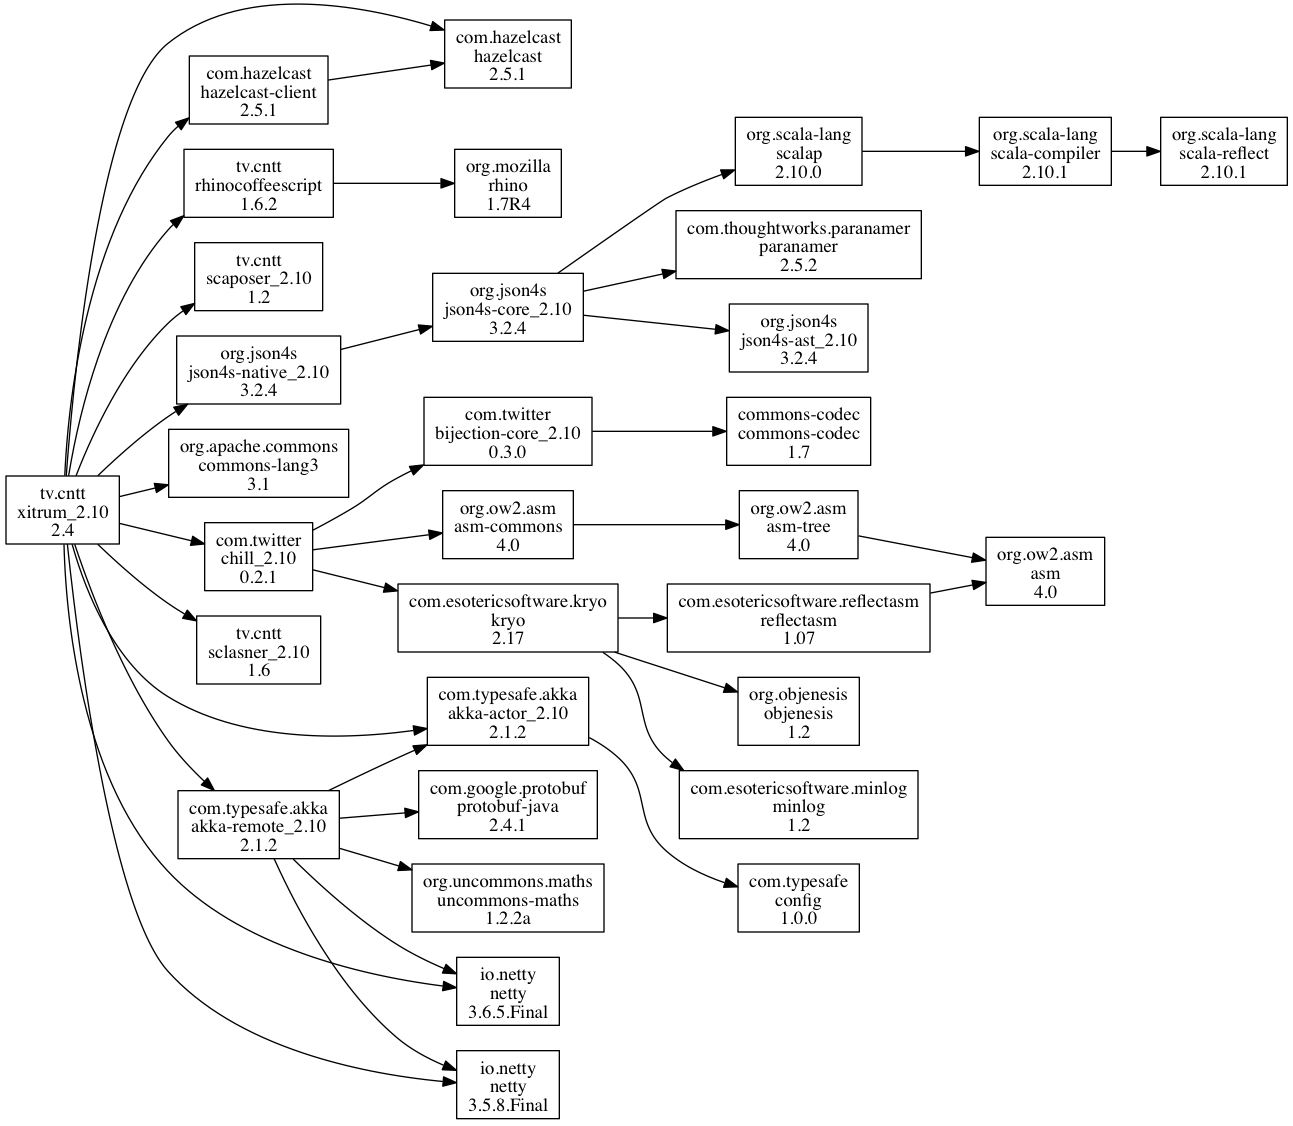 com.hazelcast
hazelcast
2.5.1
com.hazelcast
hazelcast-client
2.5.1
org.scala-lang
scalap
2.10.0
org.scala-lang
scala-compiler
2.10.1
org.scala-lang
scala-reflect
2.10.1
tv.cntt
rhinocoffeescript
1.6.2
org.mozilla
rhino
1.7R4
com.thoughtworks.paranamer
paranamer
2.5.2
tv.cntt
scaposer_2.10
1.2
org.json4s
json4s-core_2.10
3.2.4
org.json4s
json4s-ast_2.10
3.2.4
org.json4s
json4s-native_2.10
3.2.4
com.twitter
bijection-core_2.10
0.3.0
commons-codec
commons-codec
1.7
org.apache.commons
commons-lang3
3.1
tv.cntt
xitrum_2.10
2.4
org.ow2.asm
asm-commons
4.0
org.ow2.asm
asm-tree
4.0
com.twitter
chill_2.10
0.2.1
org.ow2.asm
asm
4.0
com.esotericsoftware.kryo
kryo
2.17
com.esotericsoftware.reflectasm
reflectasm
1.07
tv.cntt
sclasner_2.10
1.6
com.typesafe.akka
akka-actor_2.10
2.1.2
org.objenesis
objenesis
1.2
com.google.protobuf
protobuf-java
2.4.1
com.esotericsoftware.minlog
minlog
1.2
com.typesafe.akka
akka-remote_2.10
2.1.2
org.uncommons.maths
uncommons-maths
1.2.2a
com.typesafe
config
1.0.0
io.netty
netty
3.6.5.Final
io.netty
netty
3.5.8.Final